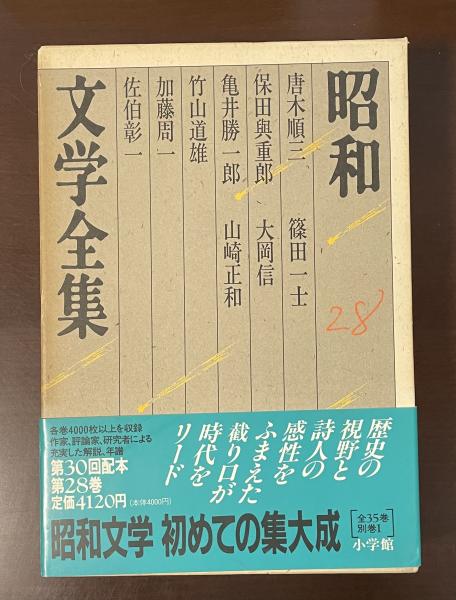 昭和
文学全集
唐木順三
保田與重郎
亀井勝一郎
竹山道雄
加藤周一
佐伯彰一
篠田一士
大岡信
山崎正和
28
歴史の
視野と
詩人の
感性を
ふまえた
截り口が
時代を
リード
各巻4000枚以上を収録
作家、評論家、研究者による
充実した解説、年譜
第30回配本
第28巻
定価4120円(本体4000円)
昭和文学 初めての集大成
全35巻
別巻1
小学館